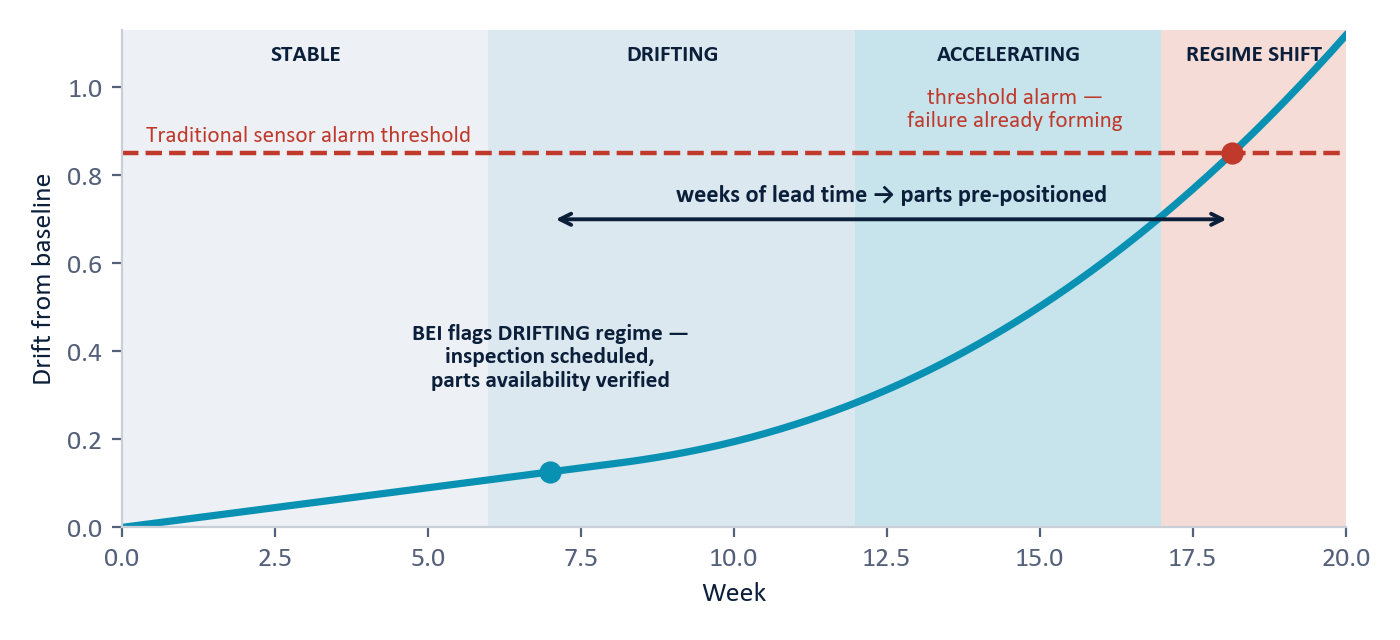 STABLE
DRIFTING
ACCELERATING
REGIME SHIFT
threshold alarm —
failure already forming
Traditional sensor alarm threshold
weeks of lead time → parts pre-positioned
BEI flags DRIFTING regime —
inspection scheduled,
parts availability verified
Drift from baseline
1.0
0.8
0.6
0.4
0.2
0.0
0.0
2.5
5.0
7.5
10.0
12.5
15.0
17.5
20.0
Week